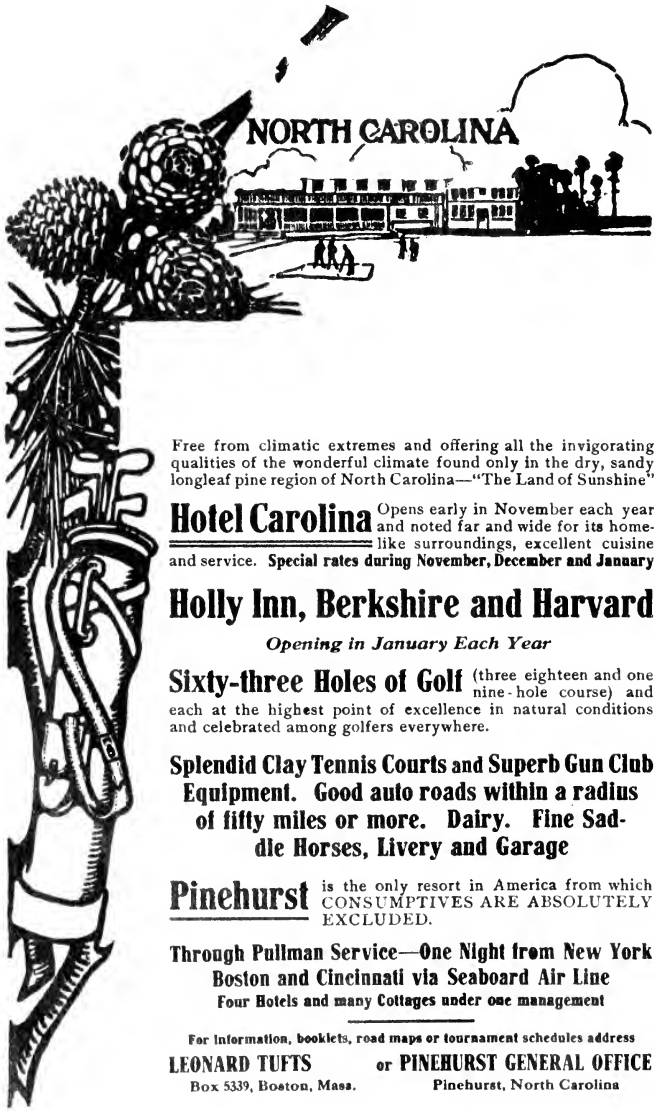 NORTH CAROLINA
Free from climatic extremes and offering all the invigorating
qualities of the wonderful climate found only in the dry, sandy
longleaf pine region of North Carolina—"The Land of Sunshine"
Hotel Carolina Opens early in November each year
and noted far and wide for its home-
like surroundings, excellent cuisine
and service. Special rates during November, December and January
Holly Inn, Berkshire and Harvard
Opening in January Each Year
Sixty-three Holes of Golf (three eighteen and one
nine-hole course) and
each at the highest point of excellence in natural conditions
and celebrated among golfers everywhere.
Splendid Clay Tennis Courts and Superb Gun Club
Equipment. Good auto roads within a radius
of fifty miles or more. Dairy. Fine Sad-
dle Horses, Livery and Garage
Pinehurst is the only resort in America from which
CONSUMPTIVES ARE ABSOLUTELY
EXCLUDED.
Through Pullman Service—One Night from New York
Boston and Cincinnati via Seaboard Air Line
Four Hotels and many Cottages under one management
For Information, booklets, road maps or tournament schedules address
LEONARD TUFTS or PINEHURST GENERAL OFFICE
Box 5339, Boston, Mass. Pinehurst, North Carolina